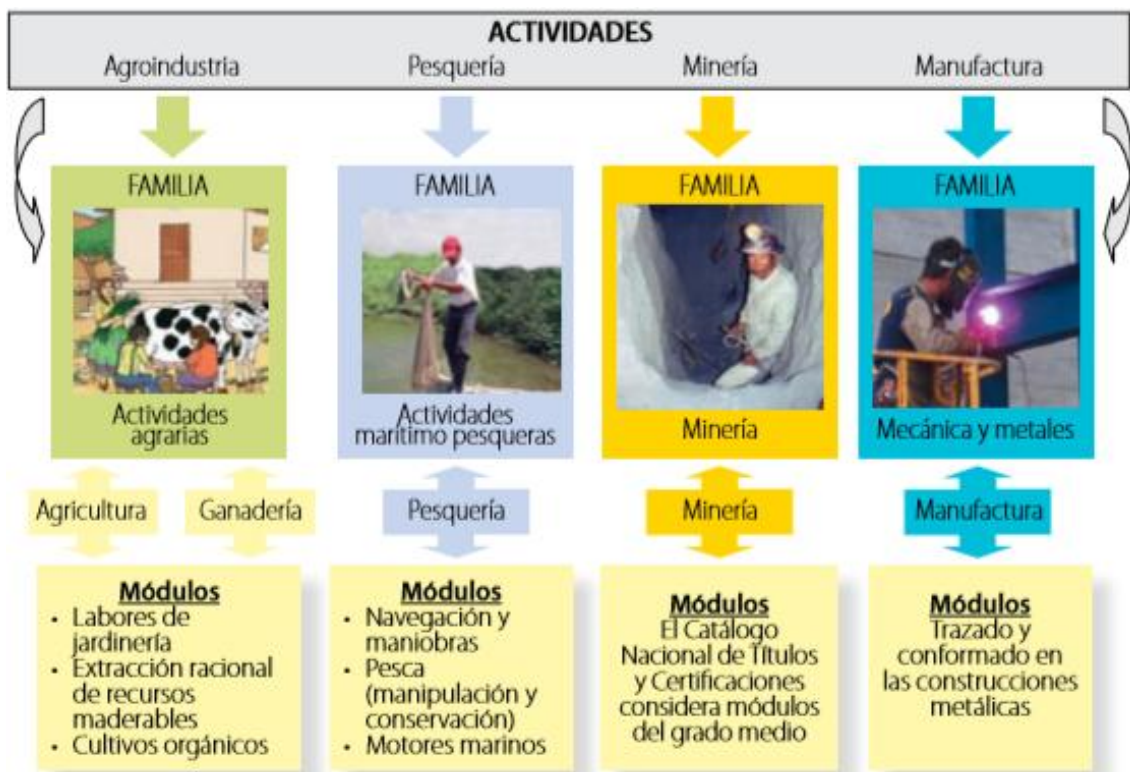 ACTIVIDADES
Agroindustria
Pesquería
Minería
Manufactura
FAMILIA
Actividades
agrarias
FAMILIA
Actividades
marítimo pesqueras
FAMILIA
Minería
FAMILIA
Mecánica y metales
Agricultura
Ganadería
Pesquería
Minería
Manufactura
Módulos
• Labores de
jardinería
• Extracción racional
de recursos
maderables
• Cultivos orgánicos
Módulos
• Navegación y
maniobras
• Pesca
(manipulación y
conservación)
• Motores marinos
Módulos
El Catálogo
Nacional de Títulos
y Certificaciones
considera módulos
del grado medio
Módulos
Trazado y
conformado en
las construcciones
metálicas